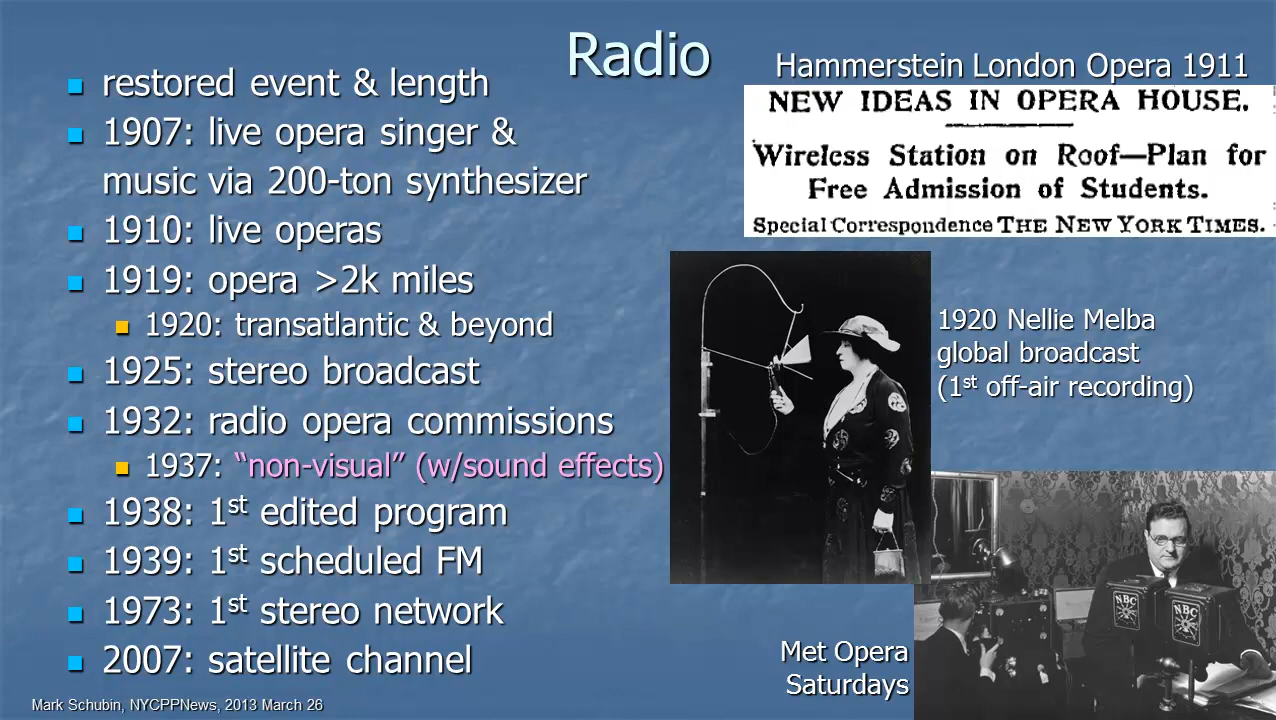 Radio
restored event & length
1907: live opera singer &
music via 200-ton synthesizer
1910: live operas
1919: opera >2k miles
1920: transatlantic & beyond
1925: stereo broadcast
1932: radio opera commissions
1937: “non-visual” (w/sound effects)
1938: 1st edited program
1939: 1st scheduled FM
1973: 1st stereo network
2007: satellite channel
Mark Schubin, NYCPPNews, 2013 March 26
Hammerstein London Opera 1911
NEW IDEAS IN OPERA HOUSE.
Wireless Station on Roof—Plan for
Free Admission of Students.
Special Correspondence THE NEW YORK TIMES.
1920 Nellie Melba
global broadcast
(1st off-air recording)
NBC
NBC
Met Opera
Saturdays